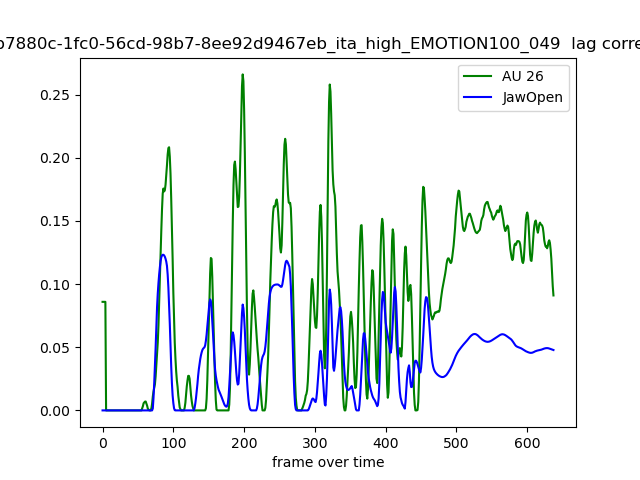 b7880c-1fc0-56cd-98b7-8ee92d9467eb_ita_high_EMOTION100_049 lag corre
AU 26
JawOpen
0.25
0.20
0.15
0.10
0.05
0.00
0 100 200 300 400 500 600
frame over time